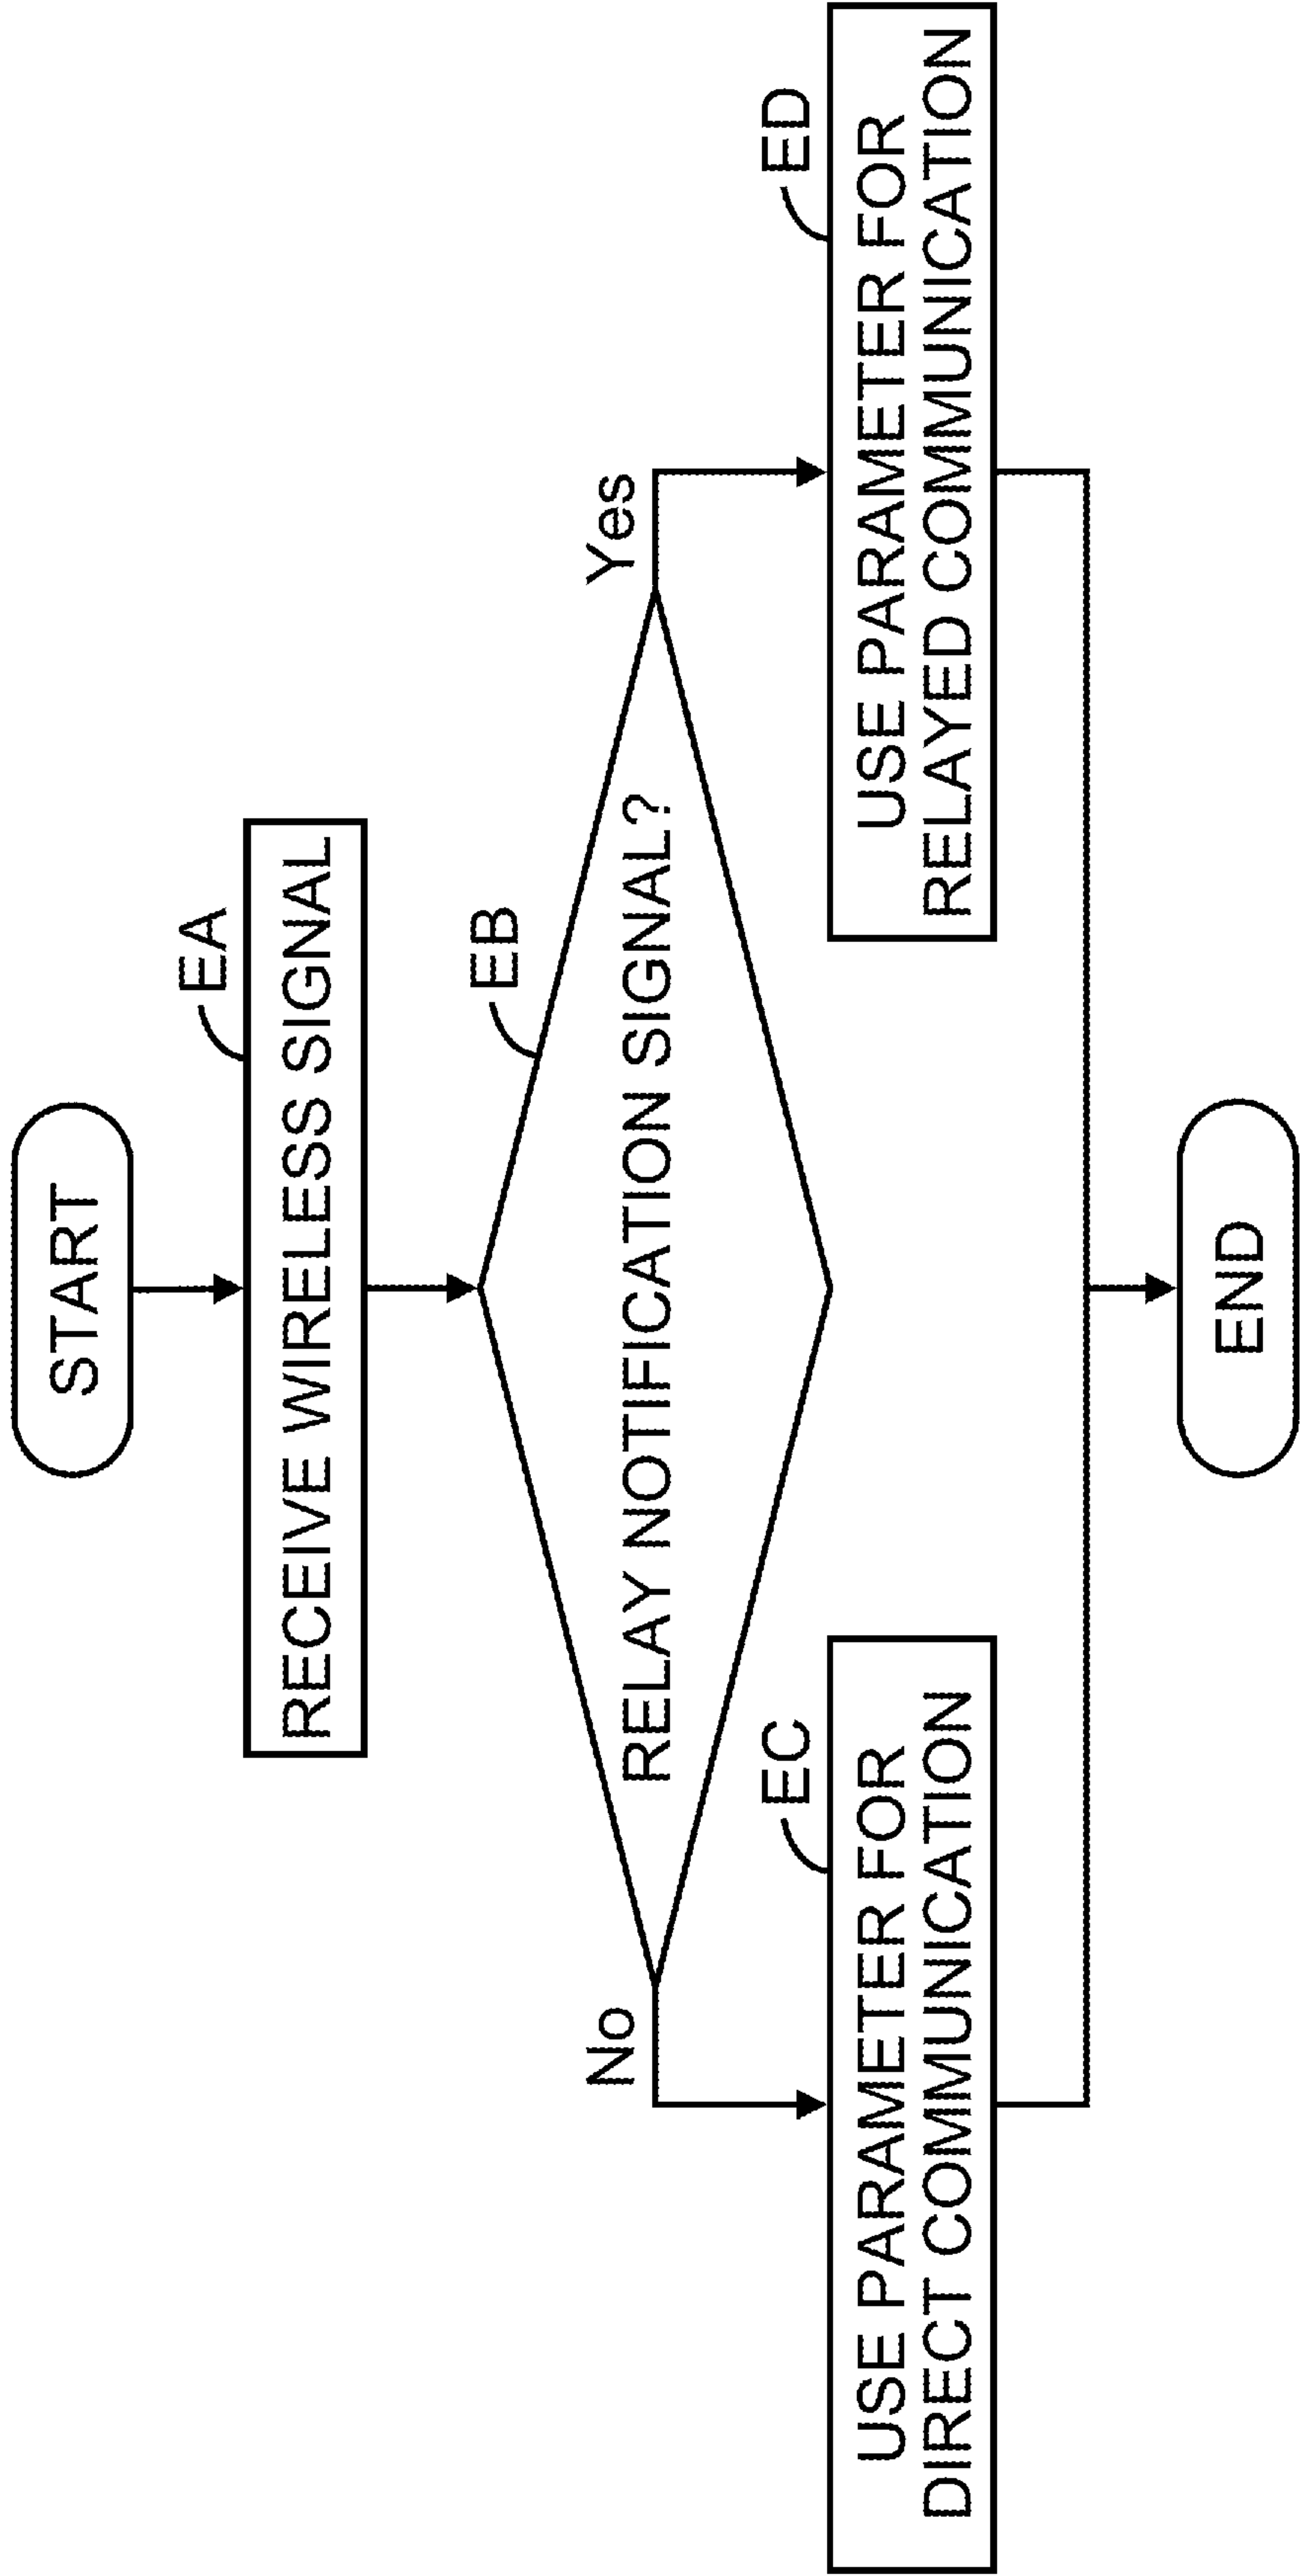 START
EA
RECEIVE WIRELESS SIGNAL
EB
RELAY NOTIFICATION SIGNAL?
No
Yes
EC
USE PARAMETER FOR
DIRECT COMMUNICATION
ED
USE PARAMETER FOR
RELAYED COMMUNICATION
END